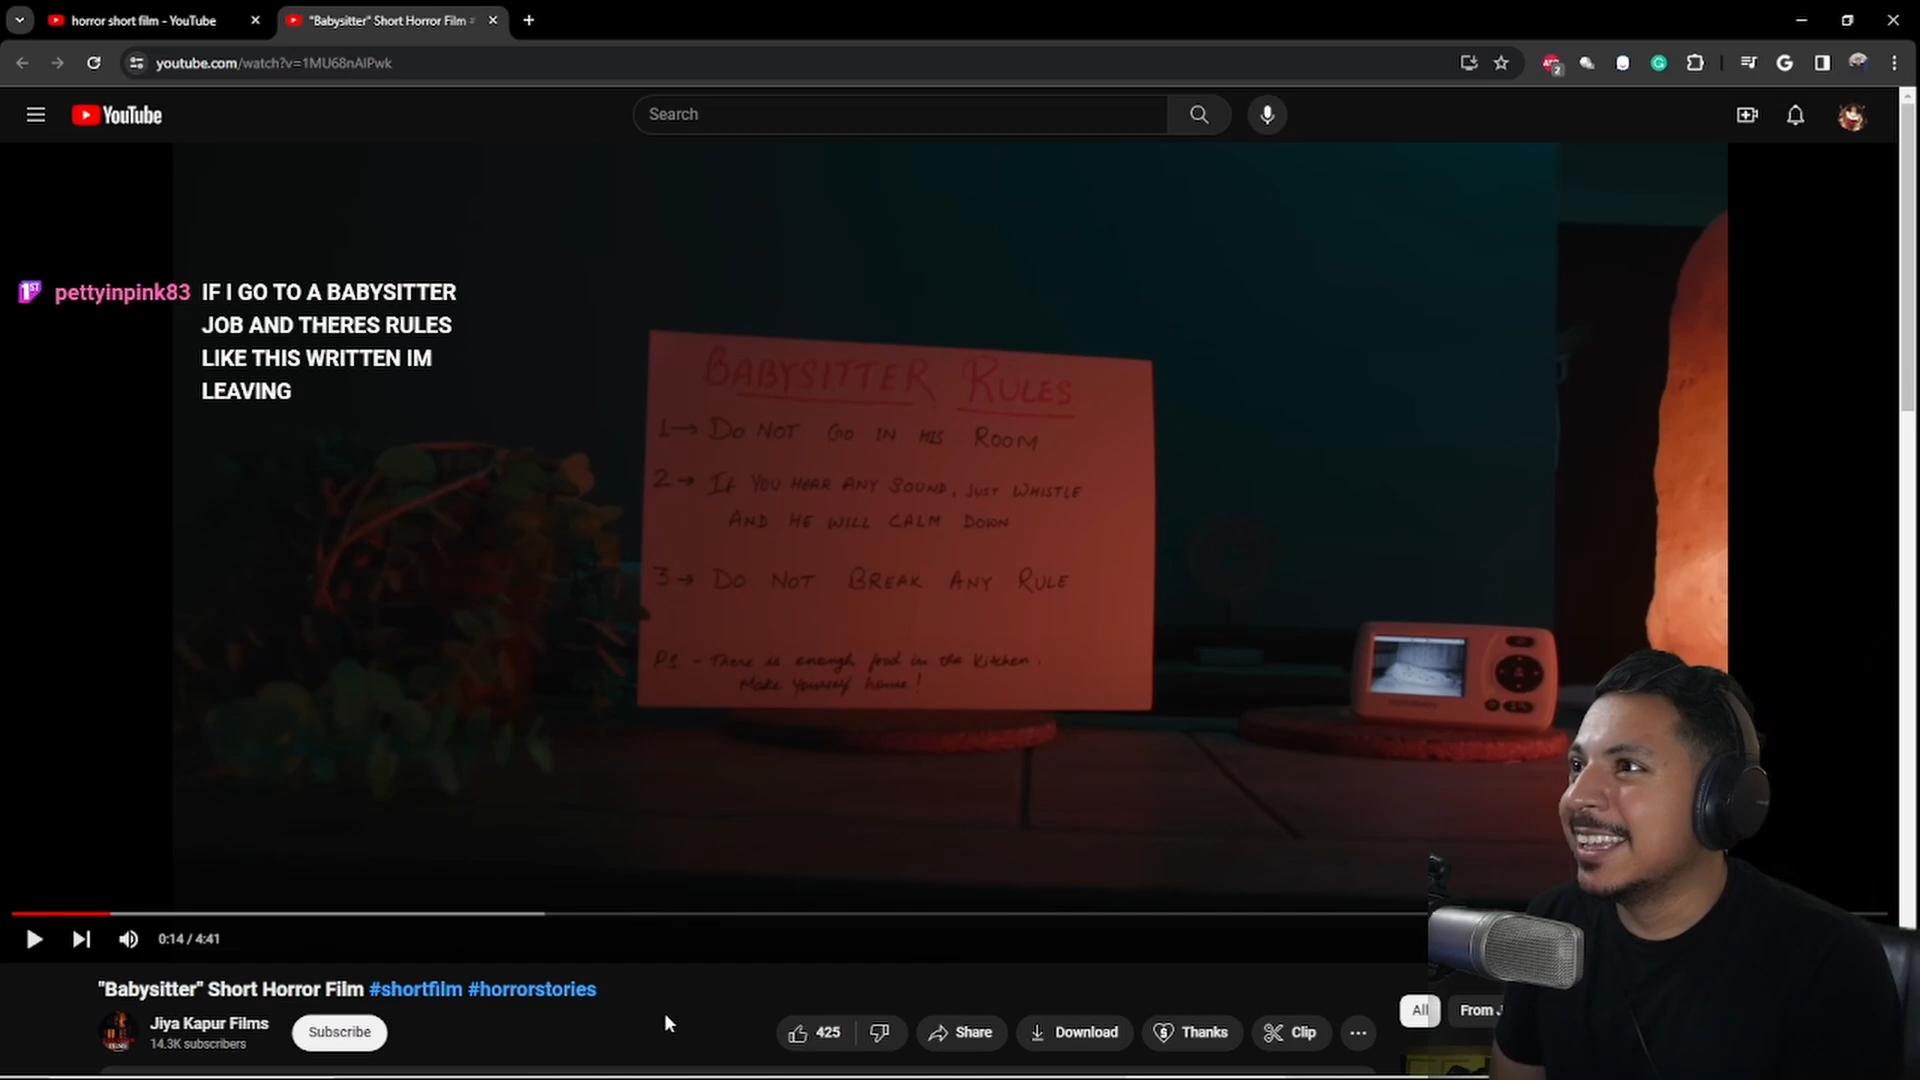 horror short film - YouTube
"Babysitter" Short Horror Film
youtube.com/watch?v=1MU68nAlPwk
2
YouTube
Search
1ST
pettyinpink83 IF I GO TO A BABYSITTER
JOB AND THERES RULES
LIKE THIS WRITTEN IM
LEAVING
BABYSITTER RULES
1→ DO NOT GO IN HIS ROOM
2→ If YOU HEAR ANY SOUND, JUST WHISTLE
AND HE WILL CALM DOWN
3→ DO NOT BREAK ANY RULE
PS - There is enough food in the Kitchen.
Make yourself home!
0:14 / 4:41
"Babysitter" Short Horror Film #shortfilm #horrorstories
Jiya Kapur Films
14.3K subscribers
Subscribe
425
Share
Download
Thanks
Clip
All
From J